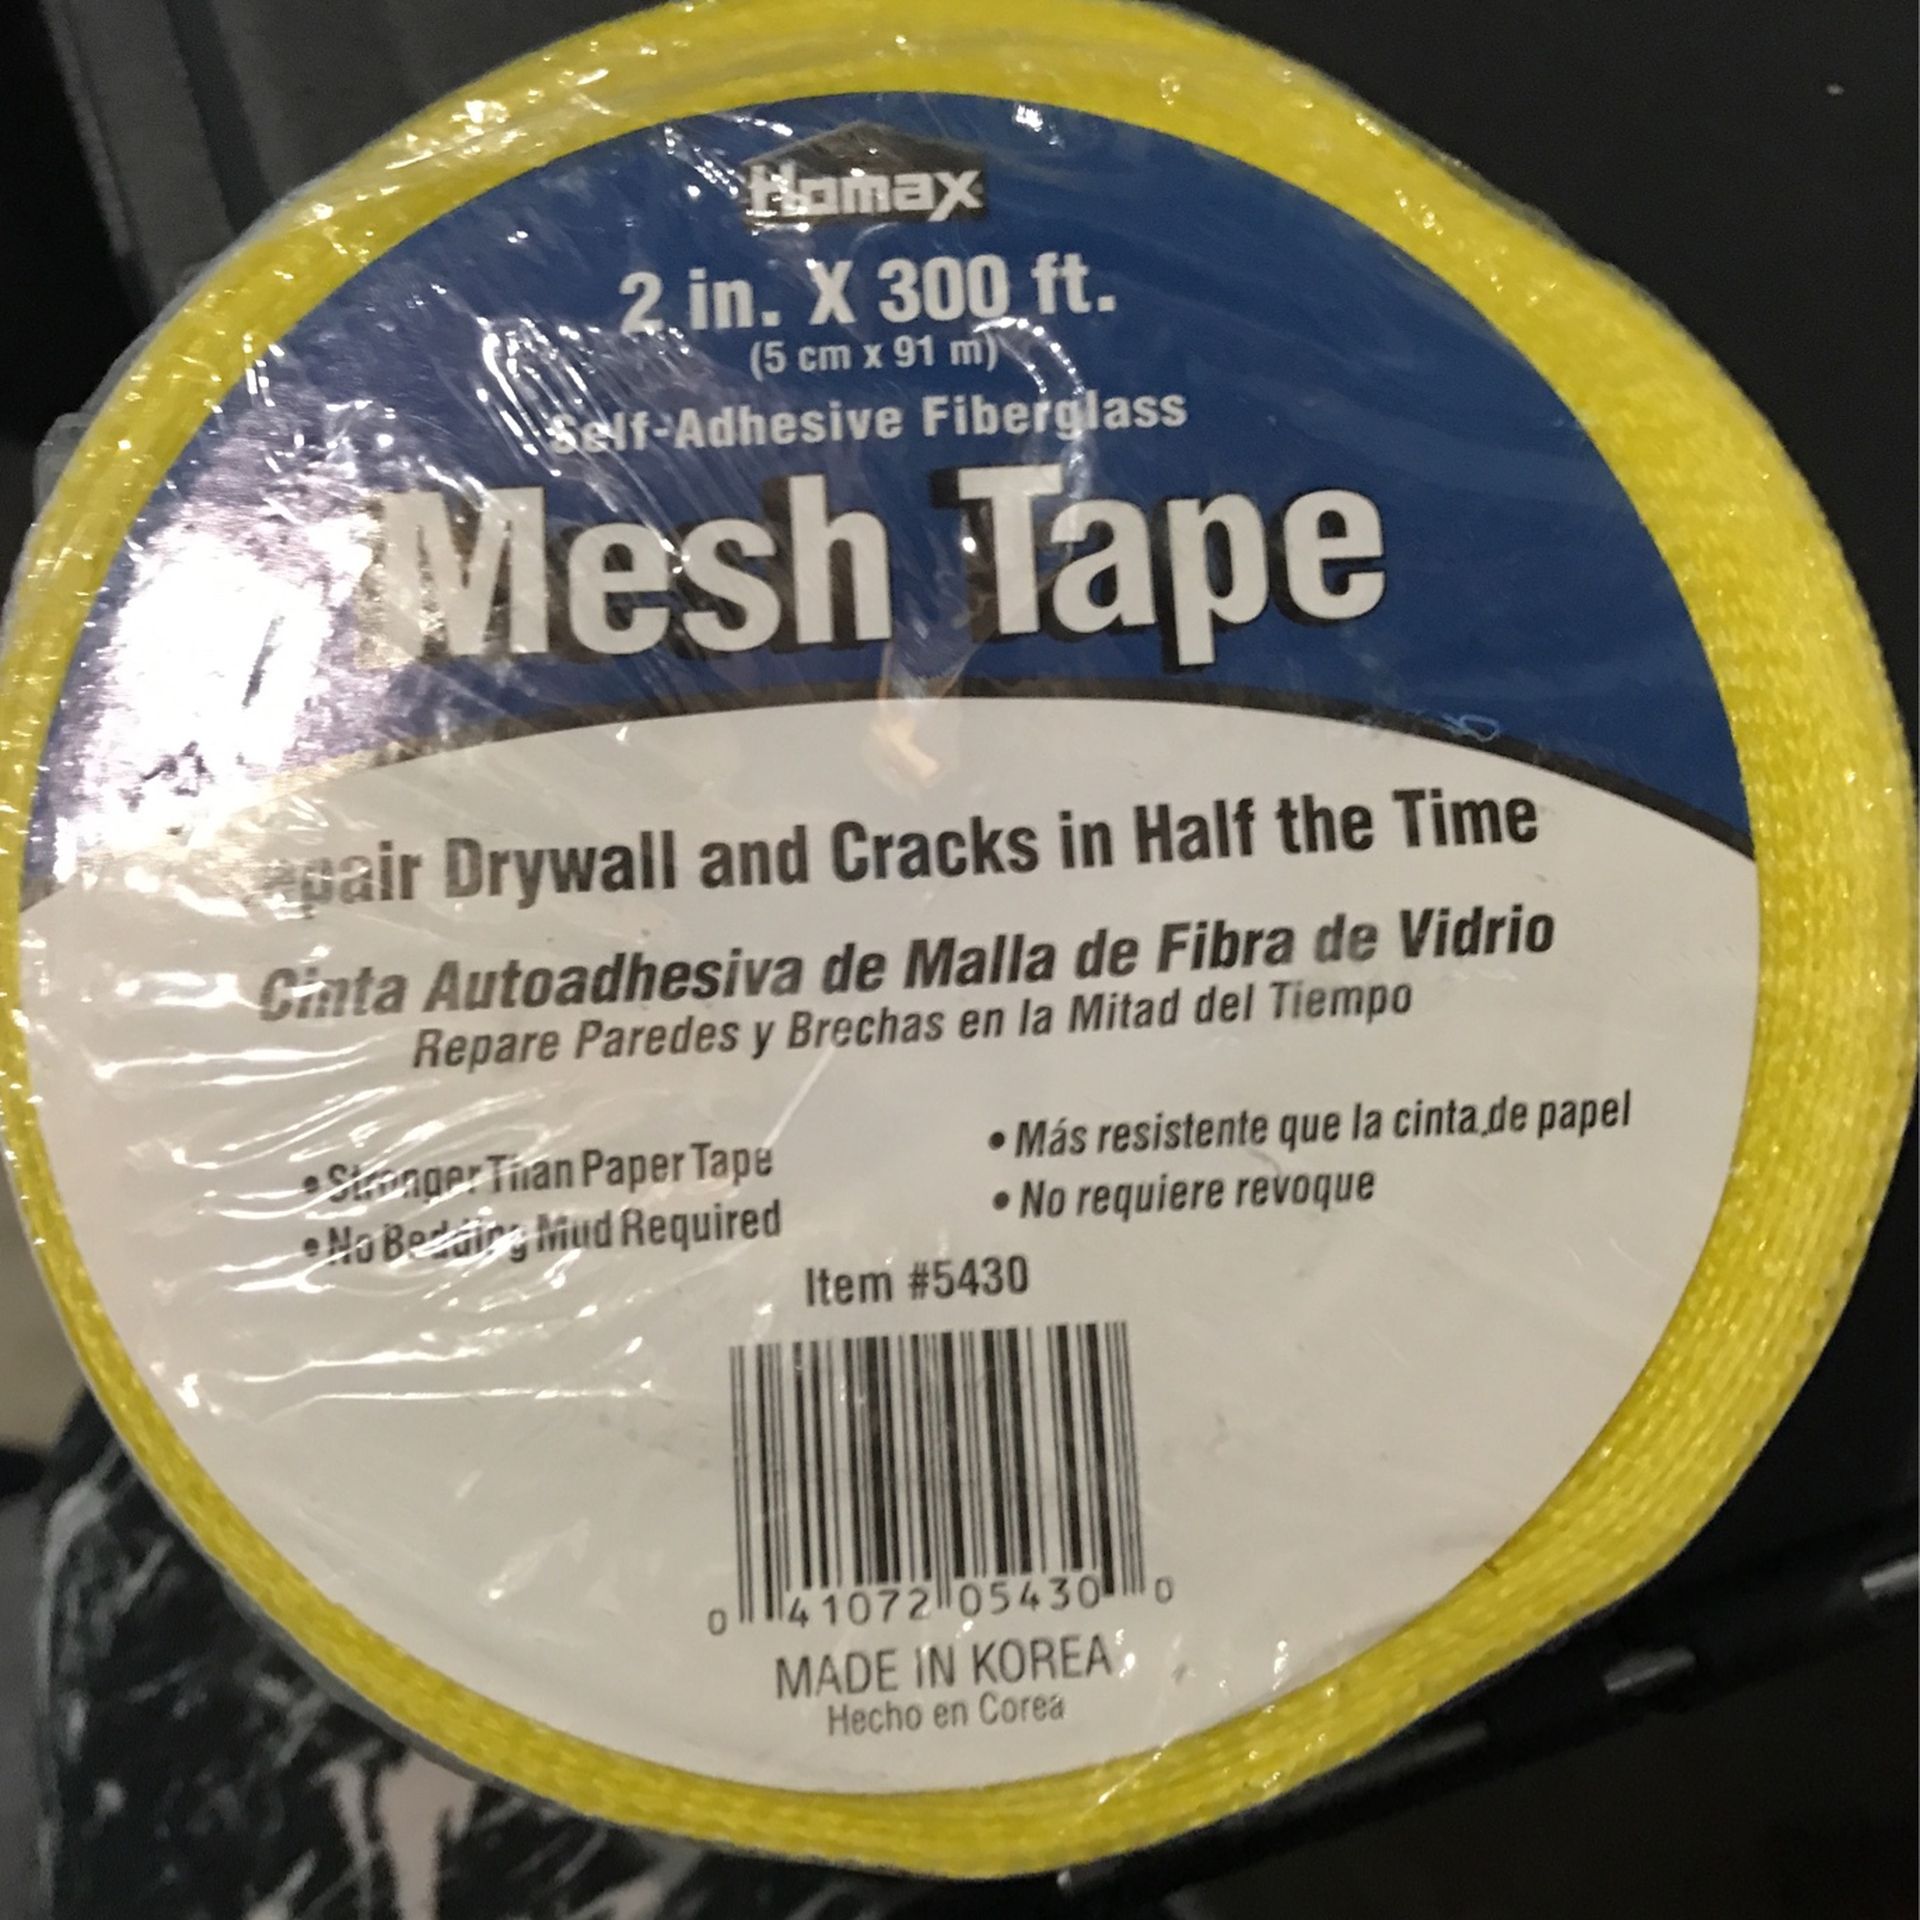 Homax
2 in. X 300 ft.
(5 cm x 91 m)
Self-Adhesive Fiberglass
Mesh Tape
epair Drywall and Cracks in Half the Time
Cinta Autoadhesiva de Malla de Fibra de Vidrio
Repare Paredes y Brechas en la Mitad del Tiempo
• Stronger Than Paper Tape
• No Bedding Mud Required
• Más resistente que la cinta de papel
• No requiere revoque
Item #5430
0 41072 05430 0
MADE IN KOREA
Hecho en Corea